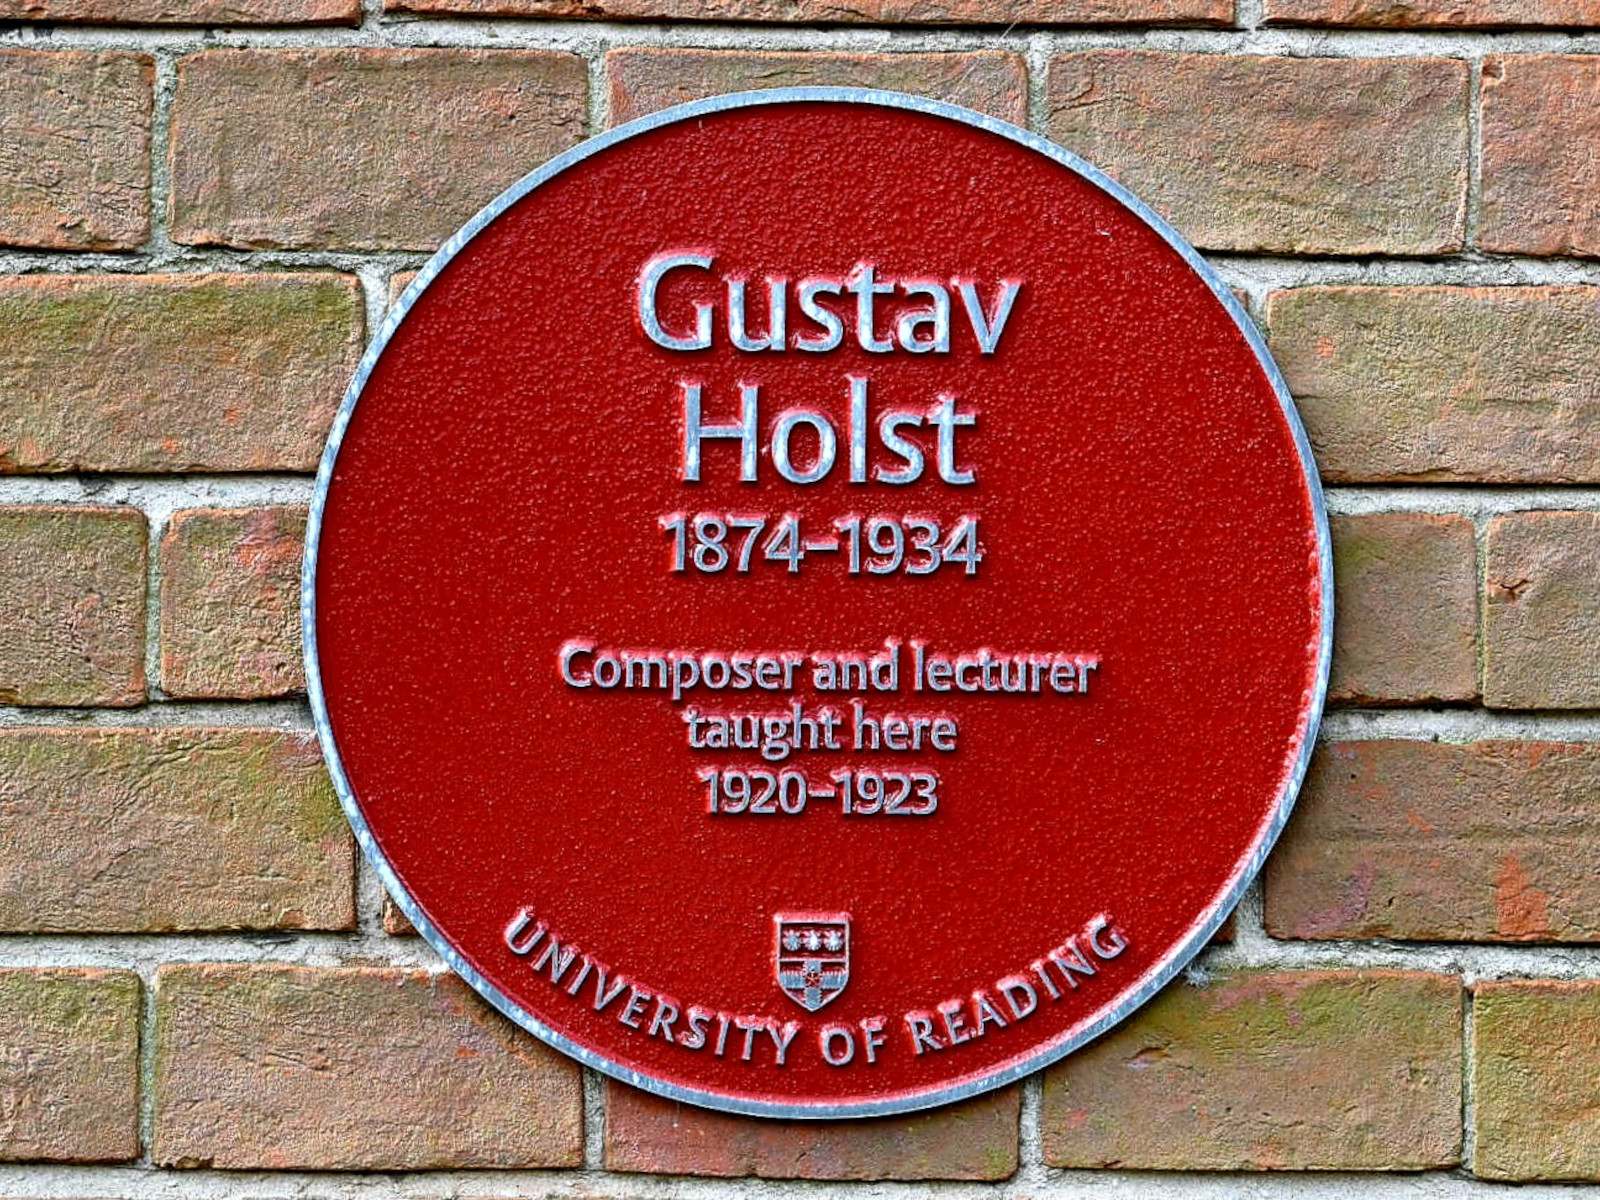 Gustav
Holst
1874–1934
Composer and lecturer
taught here
1920–1923
UNIVERSITY OF READING